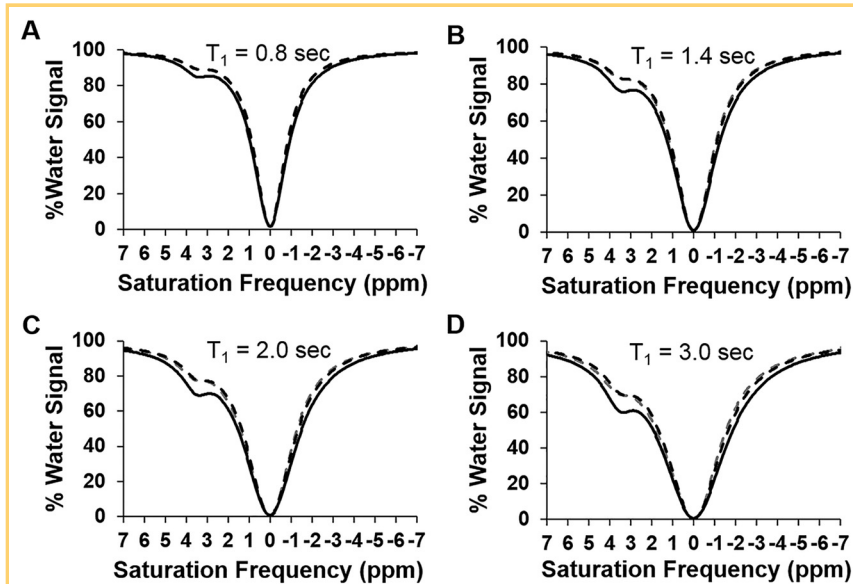 A
T1 = 0.8 sec
100
80
60
40
20
0
%Water Signal
7 6 5 4 3 2 1 0 -1 -2 -3 -4 -5 -6 -7
Saturation Frequency (ppm)
B
T1 = 1.4 sec
100
80
60
40
20
0
% Water Signal
7 6 5 4 3 2 1 0 -1 -2 -3 -4 -5 -6 -7
Saturation Frequency (ppm)
C
T1 = 2.0 sec
100
80
60
40
20
0
% Water Signal
7 6 5 4 3 2 1 0 -1 -2 -3 -4 -5 -6 -7
Saturation Frequency (ppm)
D
T1 = 3.0 sec
100
80
60
40
20
0
% Water Signal
7 6 5 4 3 2 1 0 -1 -2 -3 -4 -5 -6 -7
Saturation Frequency (ppm)